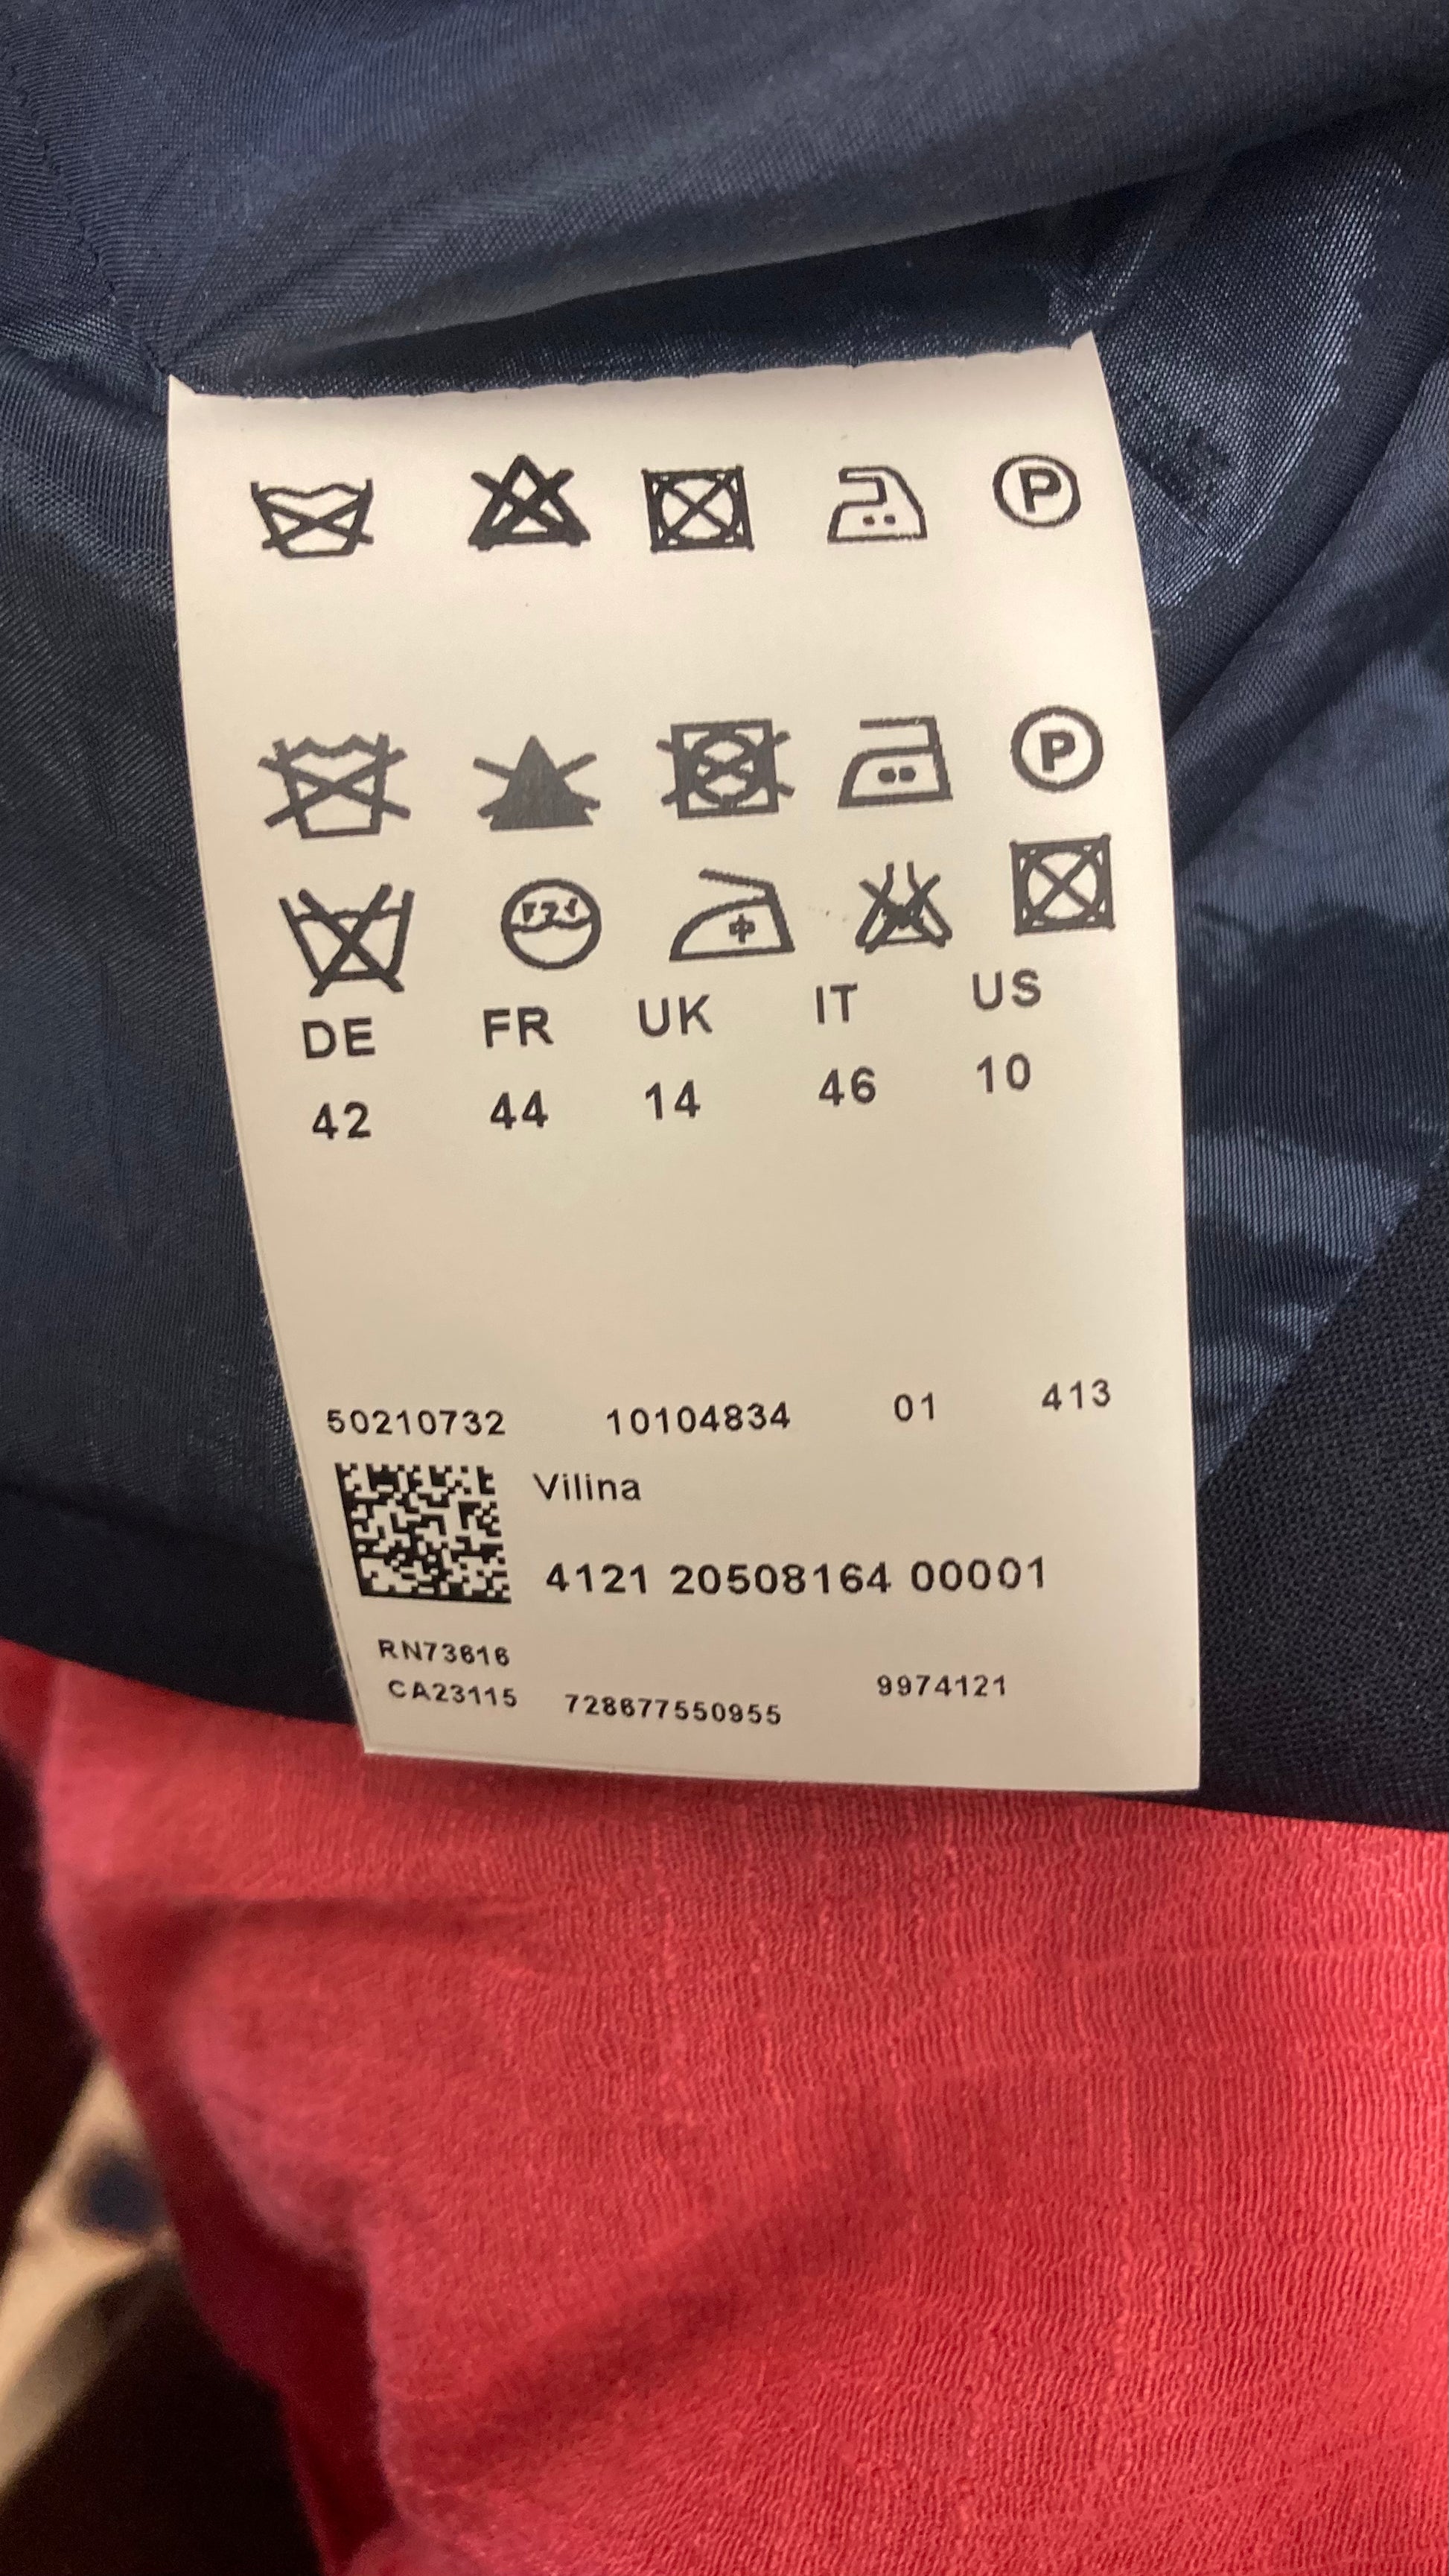 P
P
中
DE FR UK IT US
42 44 14 46 10
50210732 10104834 01 413
Vilina
4121 20508164 00001
RN73616
CA23115 728677550955 9974121